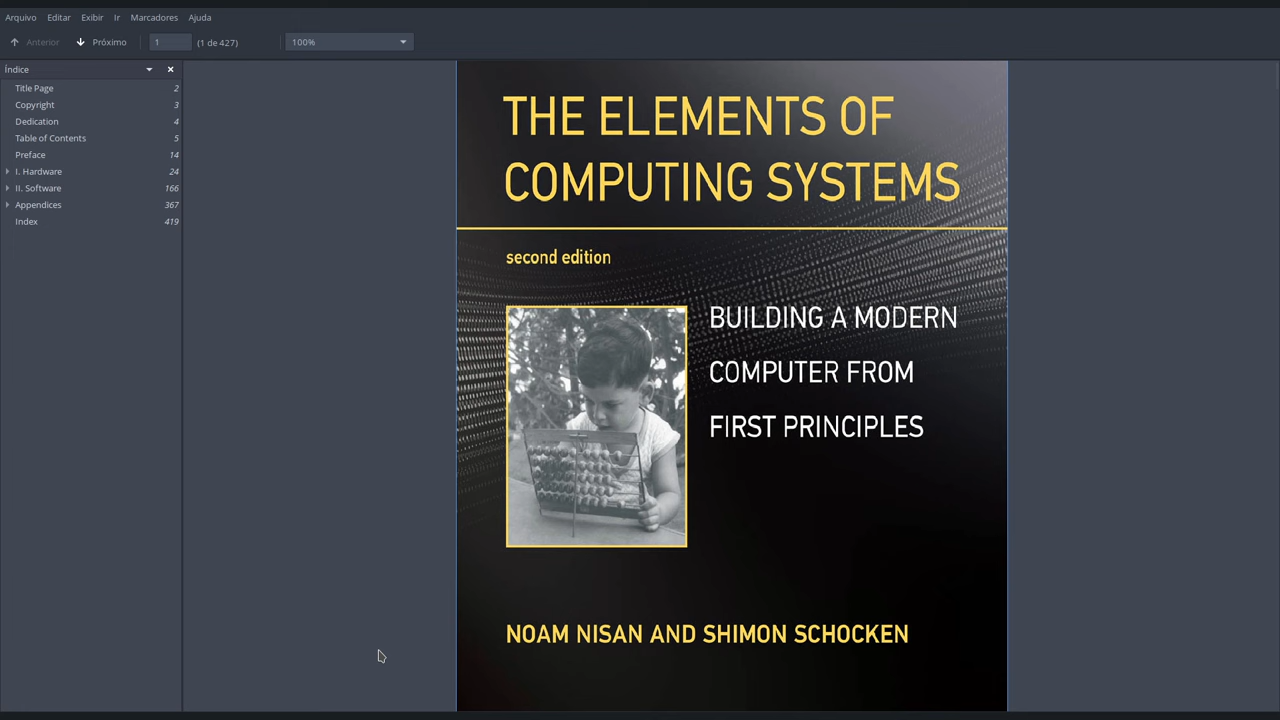 Arquivo Editar Exibir Ir Marcadores Ajuda
Anterior Próximo 1 (1 de 427) 100%
Índice
Title Page 2
Copyright 3
Dedication 4
Table of Contents 5
Preface 14
I. Hardware 24
II. Software 166
Appendices 367
Index 419
THE ELEMENTS OF
COMPUTING SYSTEMS
second edition
BUILDING A MODERN
COMPUTER FROM
FIRST PRINCIPLES
NOAM NISAN AND SHIMON SCHOCKEN